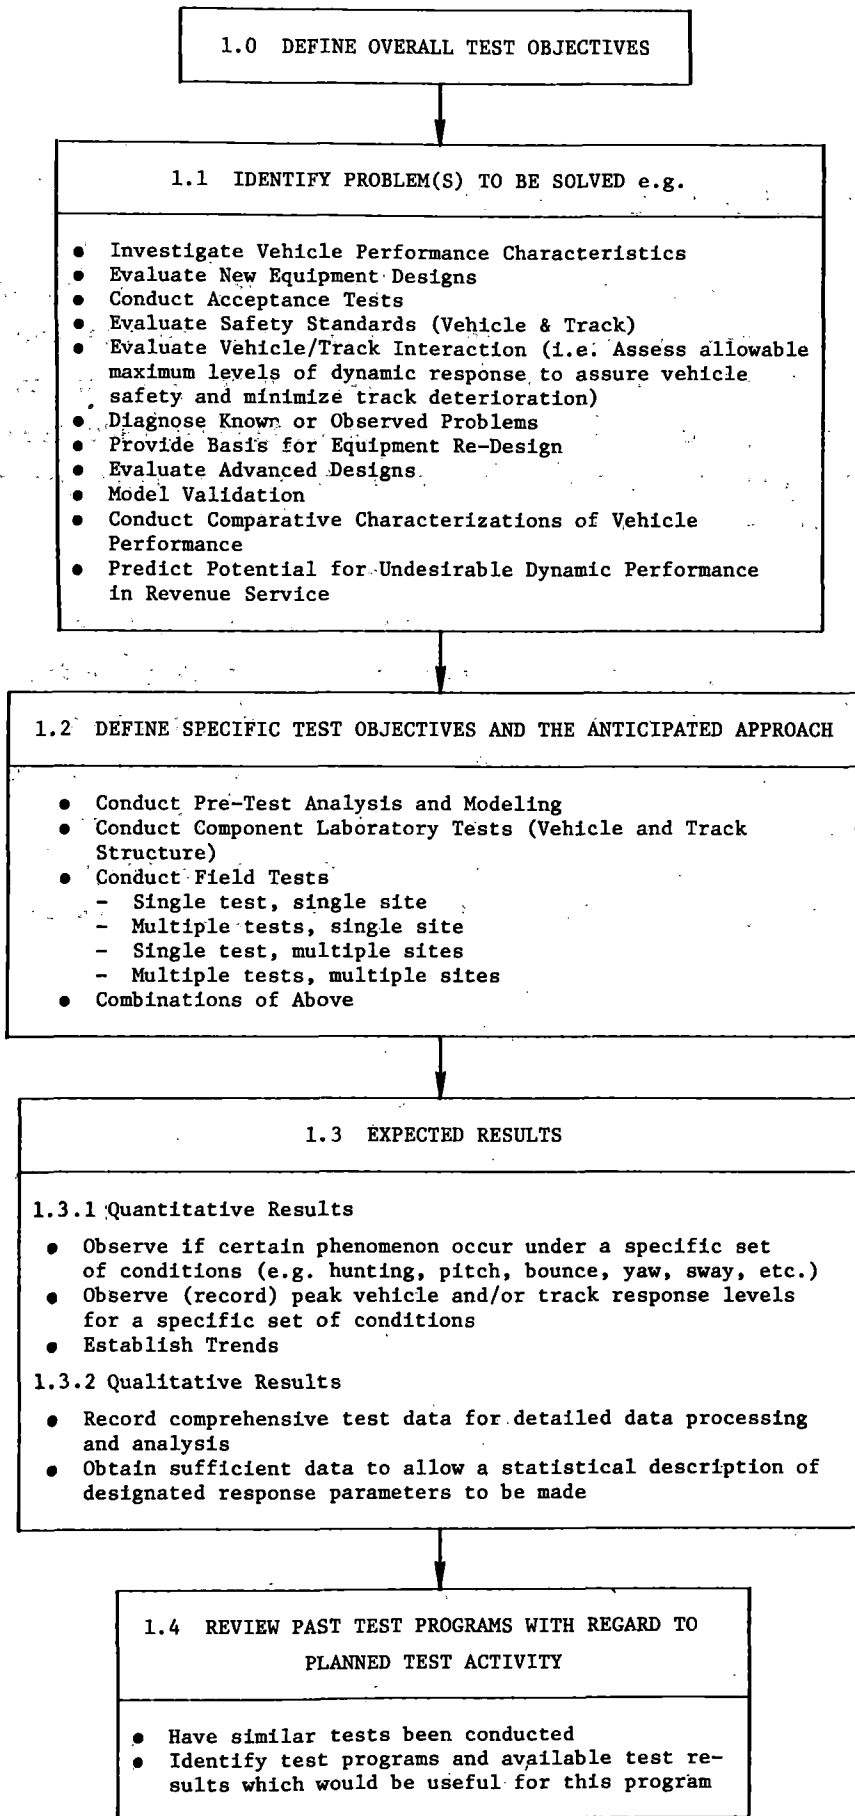 1.0 DEFINE OVERALL TEST OBJECTIVES
1.1 IDENTIFY PROBLEM(S) TO BE SOLVED e.g.
• Investigate Vehicle Performance Characteristics
• Evaluate New Equipment Designs
• Conduct Acceptance Tests
• Evaluate Safety Standards (Vehicle & Track)
• Evaluate Vehicle/Track Interaction (i.e. Assess allowable
maximum levels of dynamic response to assure vehicle
safety and minimize track deterioration)
• Diagnose Known or Observed Problems
• Provide Basis for Equipment Re-Design
• Evaluate Advanced Designs
• Model Validation
• Conduct Comparative Characterizations of Vehicle
Performance
• Predict Potential for Undesirable Dynamic Performance
in Revenue Service
1.2 DEFINE SPECIFIC TEST OBJECTIVES AND THE ANTICIPATED APPROACH
• Conduct Pre-Test Analysis and Modeling
• Conduct Component Laboratory Tests (Vehicle and Track
Structure)
• Conduct Field Tests
- Single test, single site
- Multiple tests, single site
- Single test, multiple sites
- Multiple tests, multiple sites
• Combinations of Above
1.3 EXPECTED RESULTS
1.3.1 Quantitative Results
• Observe if certain phenomenon occur under a specific set
of conditions (e.g. hunting, pitch, bounce, yaw, sway, etc.)
• Observe (record) peak vehicle and/or track response levels
for a specific set of conditions
• Establish Trends
1.3.2 Qualitative Results
• Record comprehensive test data for detailed data processing
and analysis
• Obtain sufficient data to allow a statistical description of
designated response parameters to be made
1.4 REVIEW PAST TEST PROGRAMS WITH REGARD TO
PLANNED TEST ACTIVITY
• Have similar tests been conducted
• Identify test programs and available test re-
sults which would be useful for this program